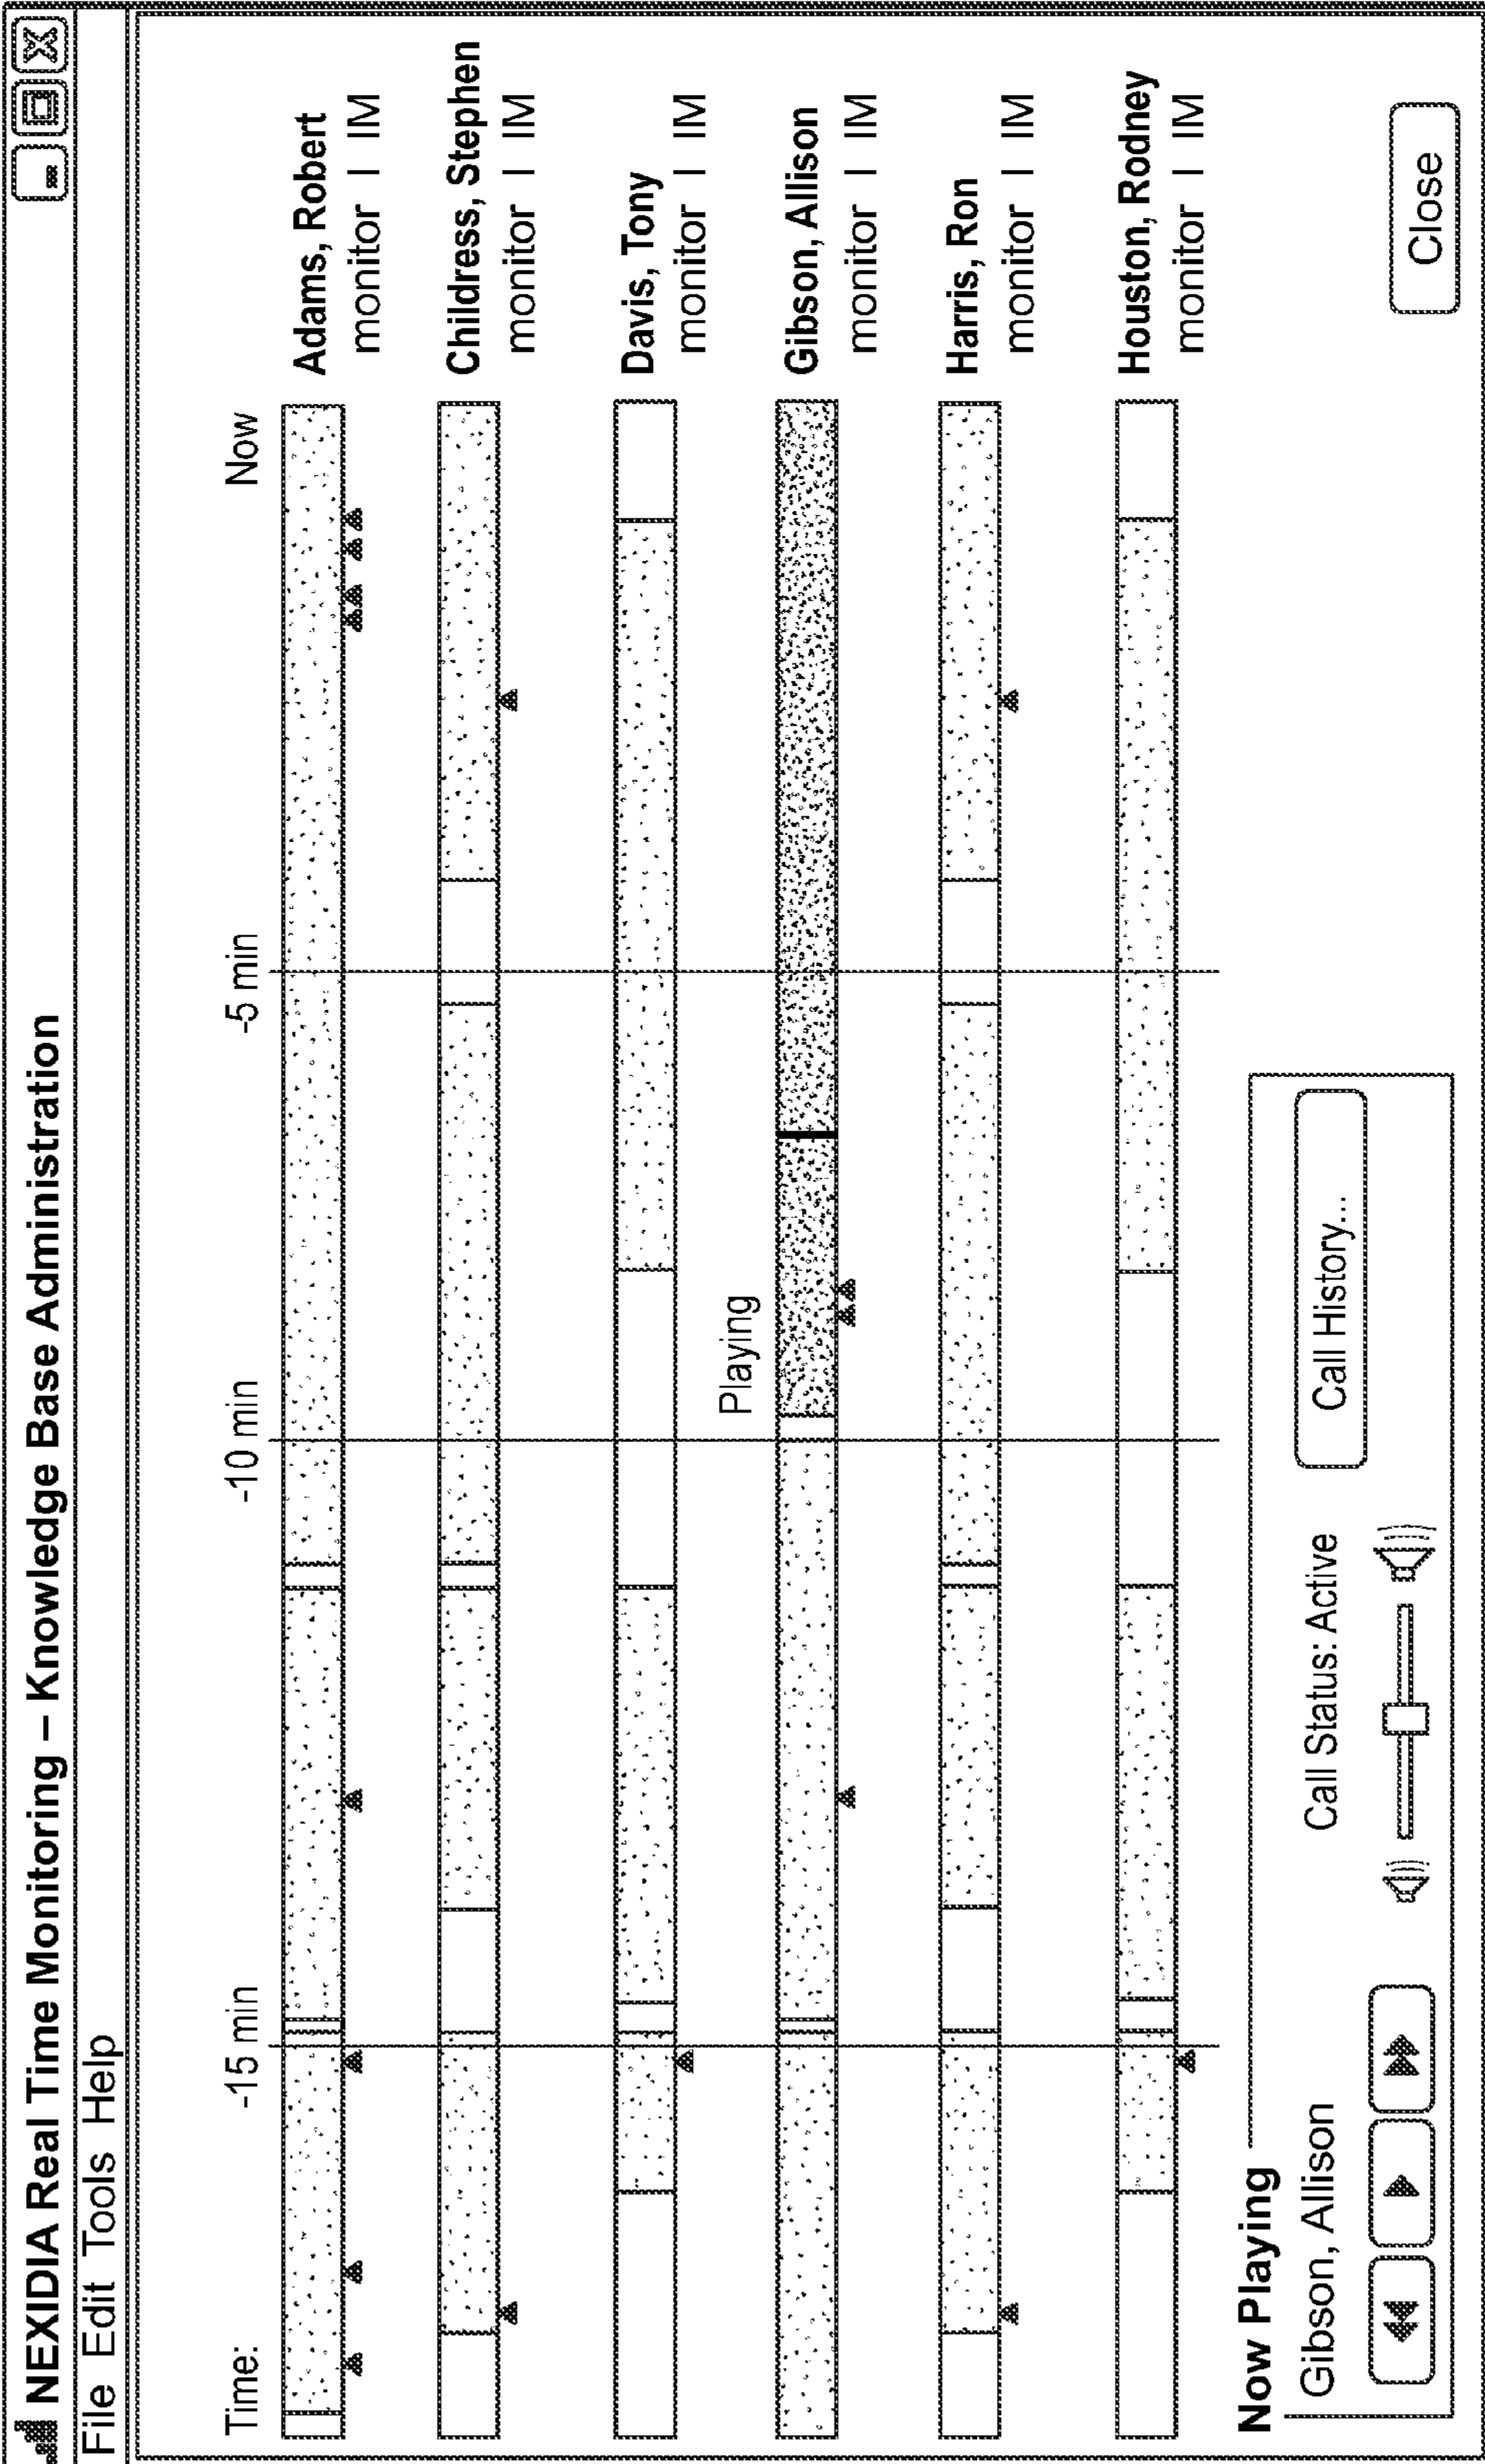 NEXIDIA Real Time Monitoring – Knowledge Base Administration
File Edit Tools Help
Time: -15 min -10 min -5 min Now
Adams, Robert
monitor | IM
Childress, Stephen
monitor | IM
Davis, Tony
monitor | IM
Playing
Gibson, Allison
monitor | IM
Harris, Ron
monitor | IM
Houston, Rodney
monitor | IM
Now Playing
Gibson, Allison Call Status: Active Call History...
Close